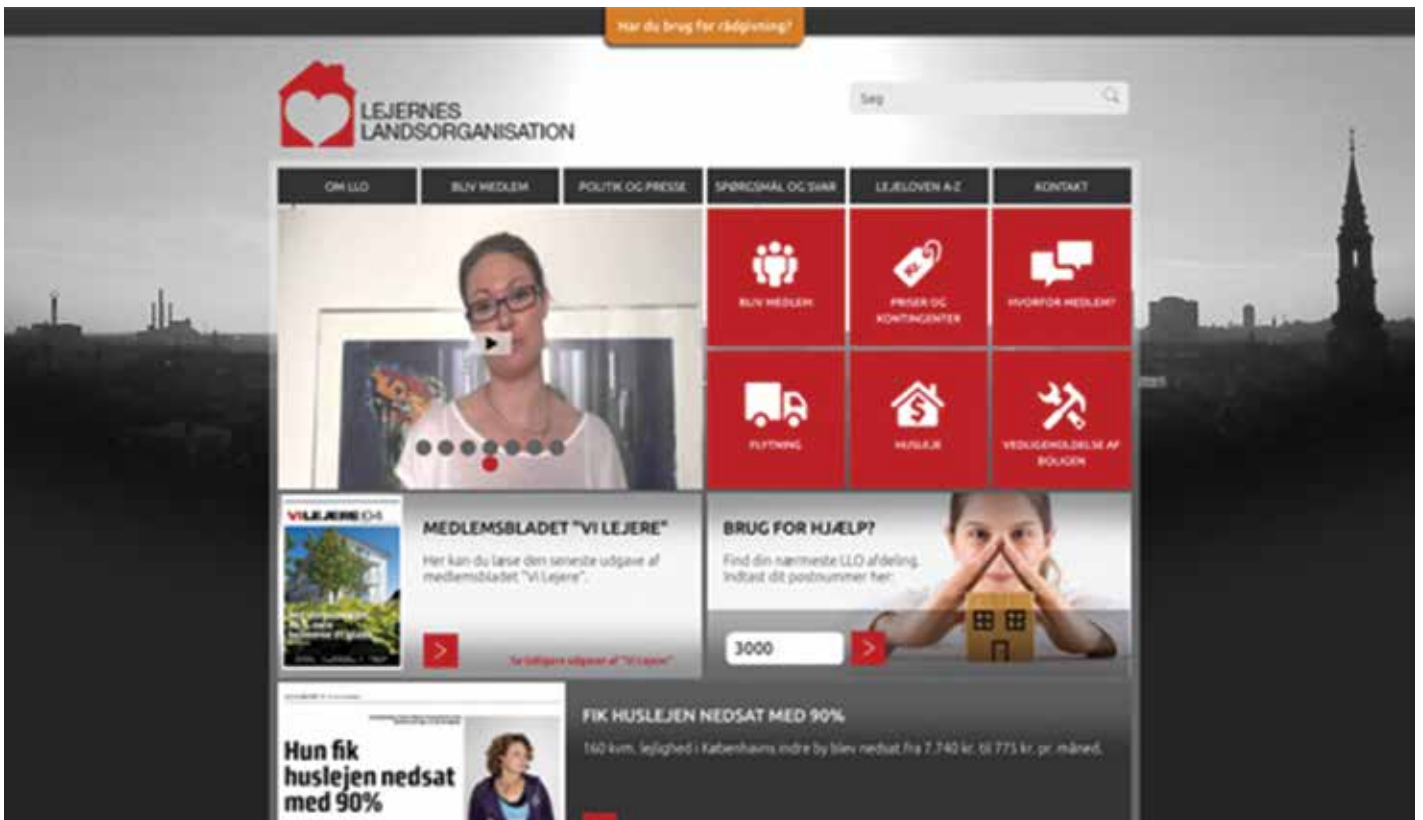 Har du brug for rådgivning?
LEJERNES
LANDSORGANISATION
Søg
OM LLO
BLIV MEDLEM
POLITIK OG PRESSE
SPØRGSMÅL OG SVAR
LEJELOVEN A-Z
KONTAKT
BLIV MEDLEM
PRISER OG
KONTINGENTER
HVORFOR MEDLEM?
FLYTNING
HUSLEJE
VEDLIGEHOLDELSE AF
BOLIGEN
VI LEJERE 104
MEDLEMSBLADET "VI LEJERE"
Her kan du læse den seneste udgave af
medlemsbladet "Vi Lejere".
Se tidligere udgaver af "Vi Lejere"
BRUG FOR HJÆLP?
Find din nærmeste LLO afdeling.
Indtast dit postnummer her:
3000
Hun fik
huslejen nedsat
med 90%
FIK HUSLEJEN NEDSAT MED 90%
160 kvm. lejlighed i Københavns indre by blev nedsat fra 7.740 kr. til 775 kr. pr. måned.